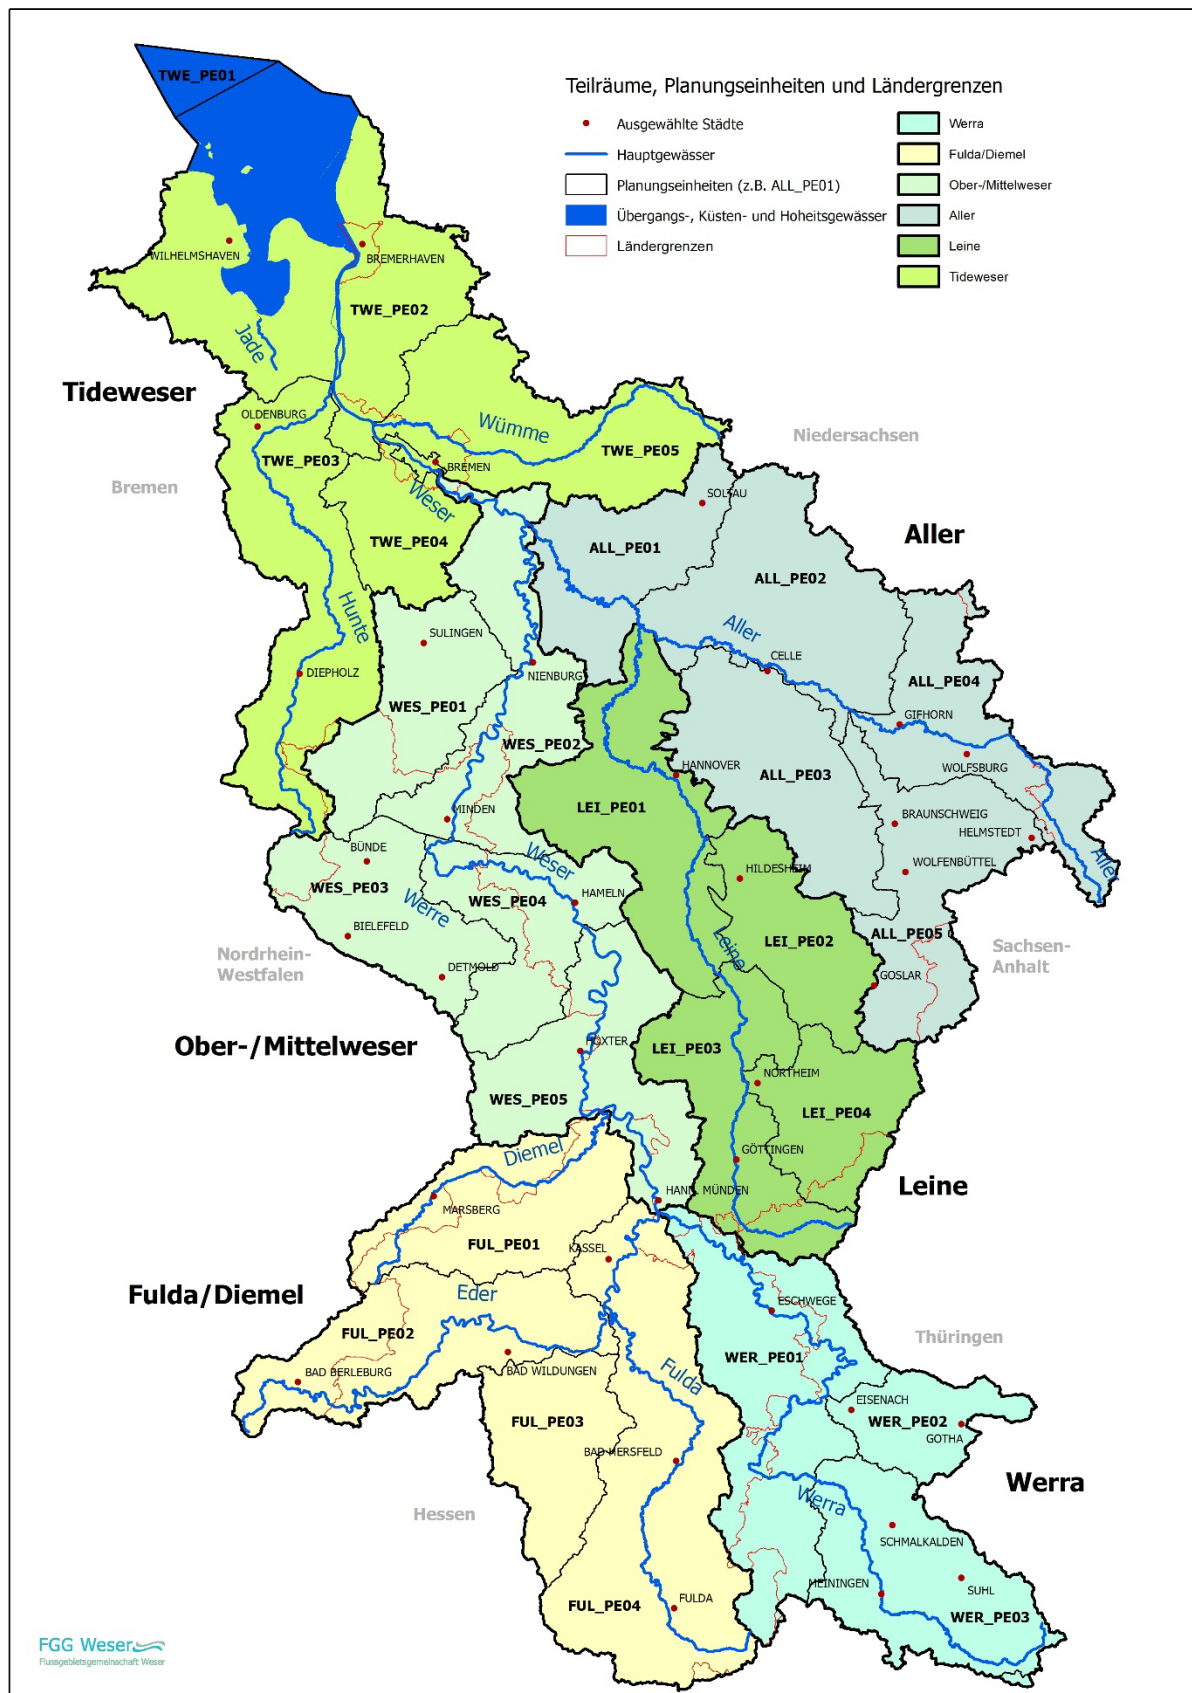 TWE_PE01
Teilräume, Planungseinheiten und Ländergrenzen
Ausgewählte Städte
Hauptgewässer
Planungseinheiten (z.B. ALL_PE01)
Übergangs-, Küsten- und Hoheitsgewässer
Ländergrenzen
Werra
Fulda/Diemel
Ober-/Mittelweser
Aller
Leine
Tideweser
WILHELMSHAVEN
BREMERHAVEN
TWE_PE02
Jade
Tideweser
OLDENBURG
Wümme
Niedersachsen
TWE_PE03
TWE_PE05
BREMEN
Bremen
Weser
SOLTAU
TWE_PE04
ALL_PE01
Aller
ALL_PE02
Hunte
Aller
SULINGEN
CELLE
NIENBURG
DIEPHOLZ
ALL_PE04
WES_PE01
GIFHORN
WES_PE02
WOLFSBURG
HANNOVER
ALL_PE03
LEI_PE01
MINDEN
BRAUNSCHWEIG
HELMSTEDT
BÜNDE
Weser
WOLFENBÜTTEL
Aller
HILDESHEIM
WES_PE03
WES_PE04
HAMELN
Werre
BIELEFELD
ALL_PE05
LEI_PE02
Leine
Nordrhein-
Westfalen
Sachsen-
Anhalt
DETMOLD
GOSLAR
Ober-/Mittelweser
HÖXTER
LEI_PE03
NORTHEIM
WES_PE05
LEI_PE04
Diemel
GÖTTINGEN
Leine
HANN. MÜNDEN
MARSBERG
FUL_PE01
KASSEL
Fulda/Diemel
Eder
ESCHWEGE
FUL_PE02
Thüringen
WER_PE01
BAD BERLEBURG
BAD WILDUNGEN
Fulda
EISENACH
FUL_PE03
WER_PE02
GOTHA
BAD HERSFELD
Werra
Werra
Hessen
SCHMALKALDEN
MEININGEN
SUHL
FUL_PE04
FULDA
WER_PE03
FGG Weser
Flussgebietsgemeinschaft Weser